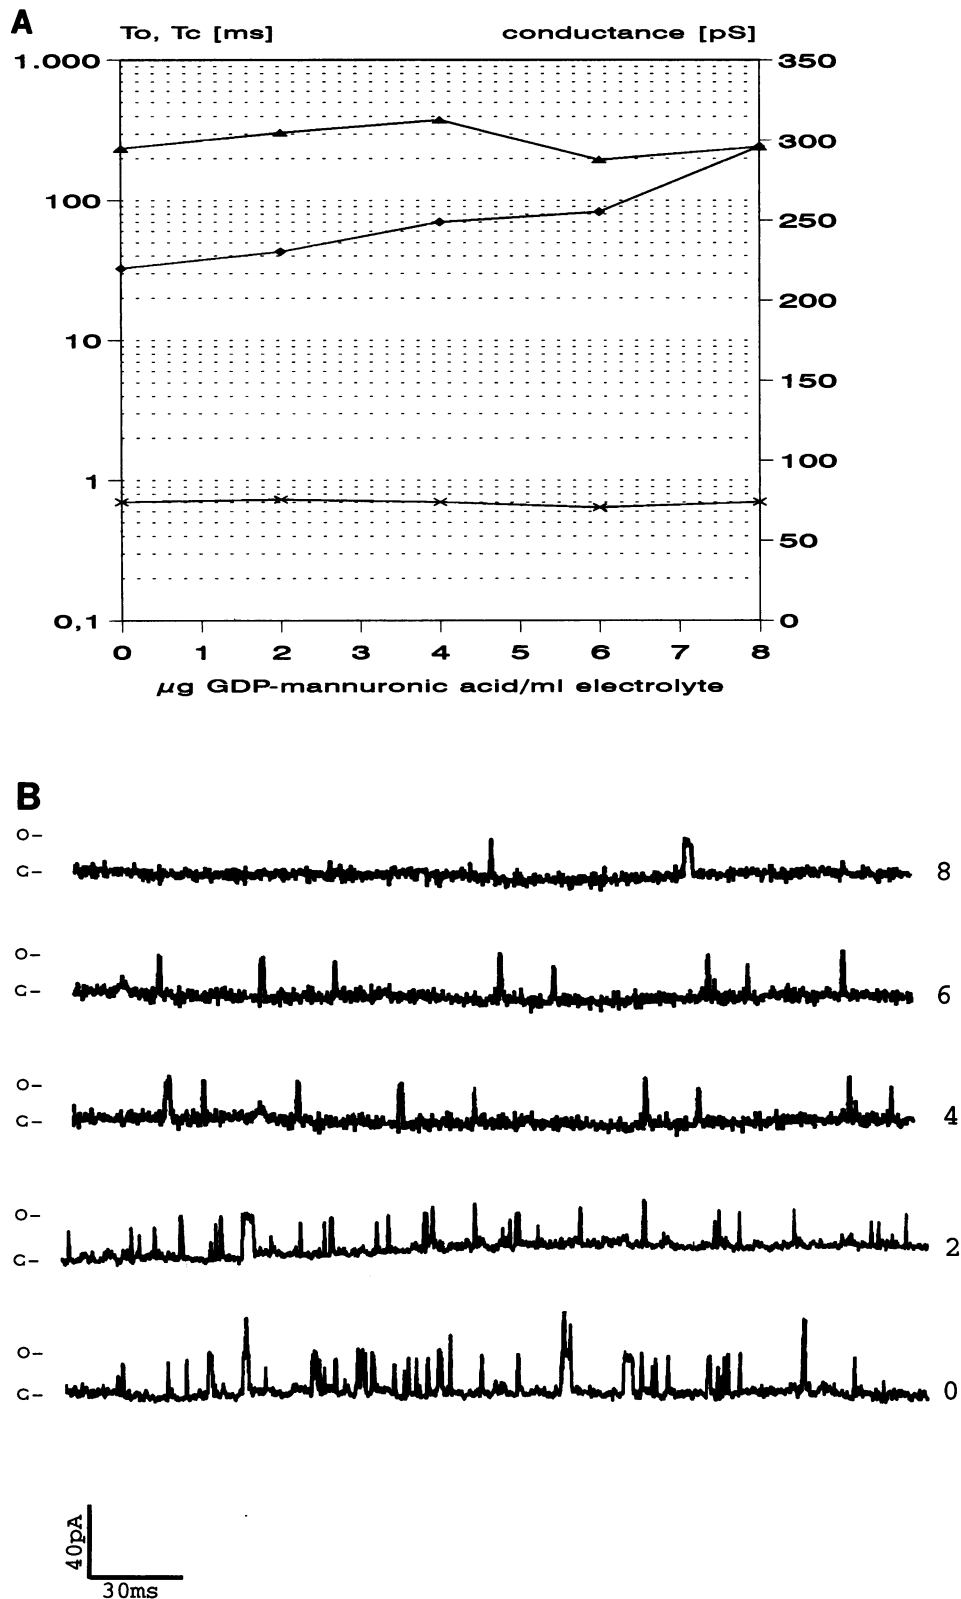 A
To, Tc [ms] conductance [pS]
1.000 350
300
100 250
200
10 150
1 100
50
0,1 0
0 1 2 3 4 5 6 7 8
µg GDP-mannuronic acid/ml electrolyte
B
O-
C- 8
O-
C- 6
O-
C- 4
O-
C- 2
O-
C- 0
40pA
30ms